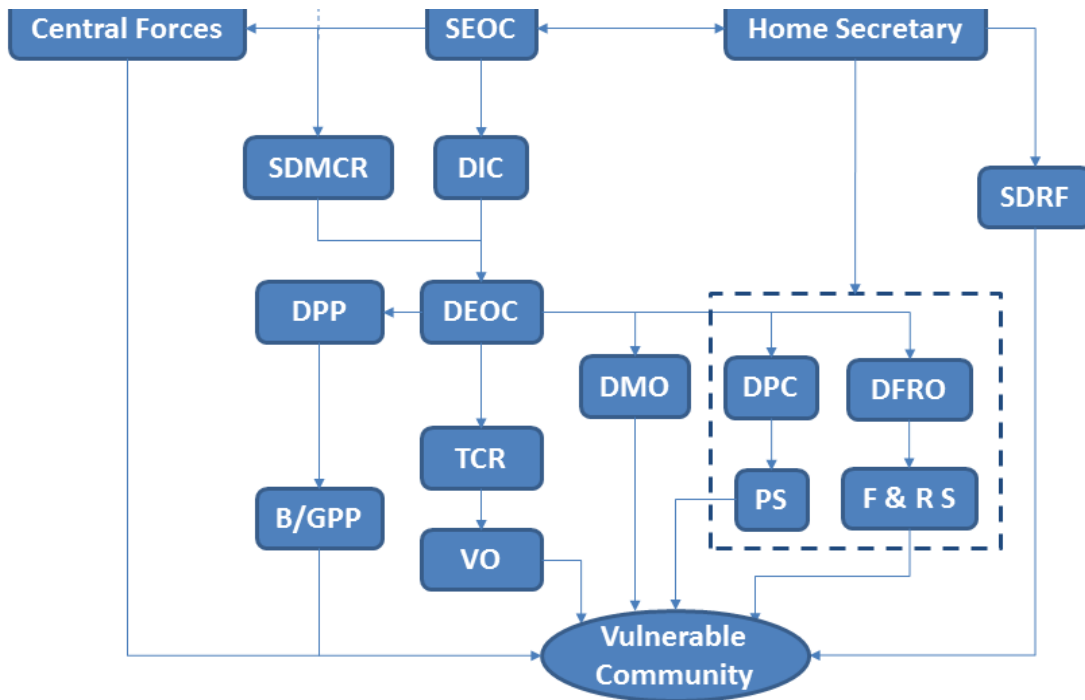 Central Forces
SEOC
Home Secretary
SDMCR
DIC
SDRF
DPP
DEOC
DMO
DPC
DFRO
TCR
PS
F & R S
B/GPP
VO
Vulnerable
Community